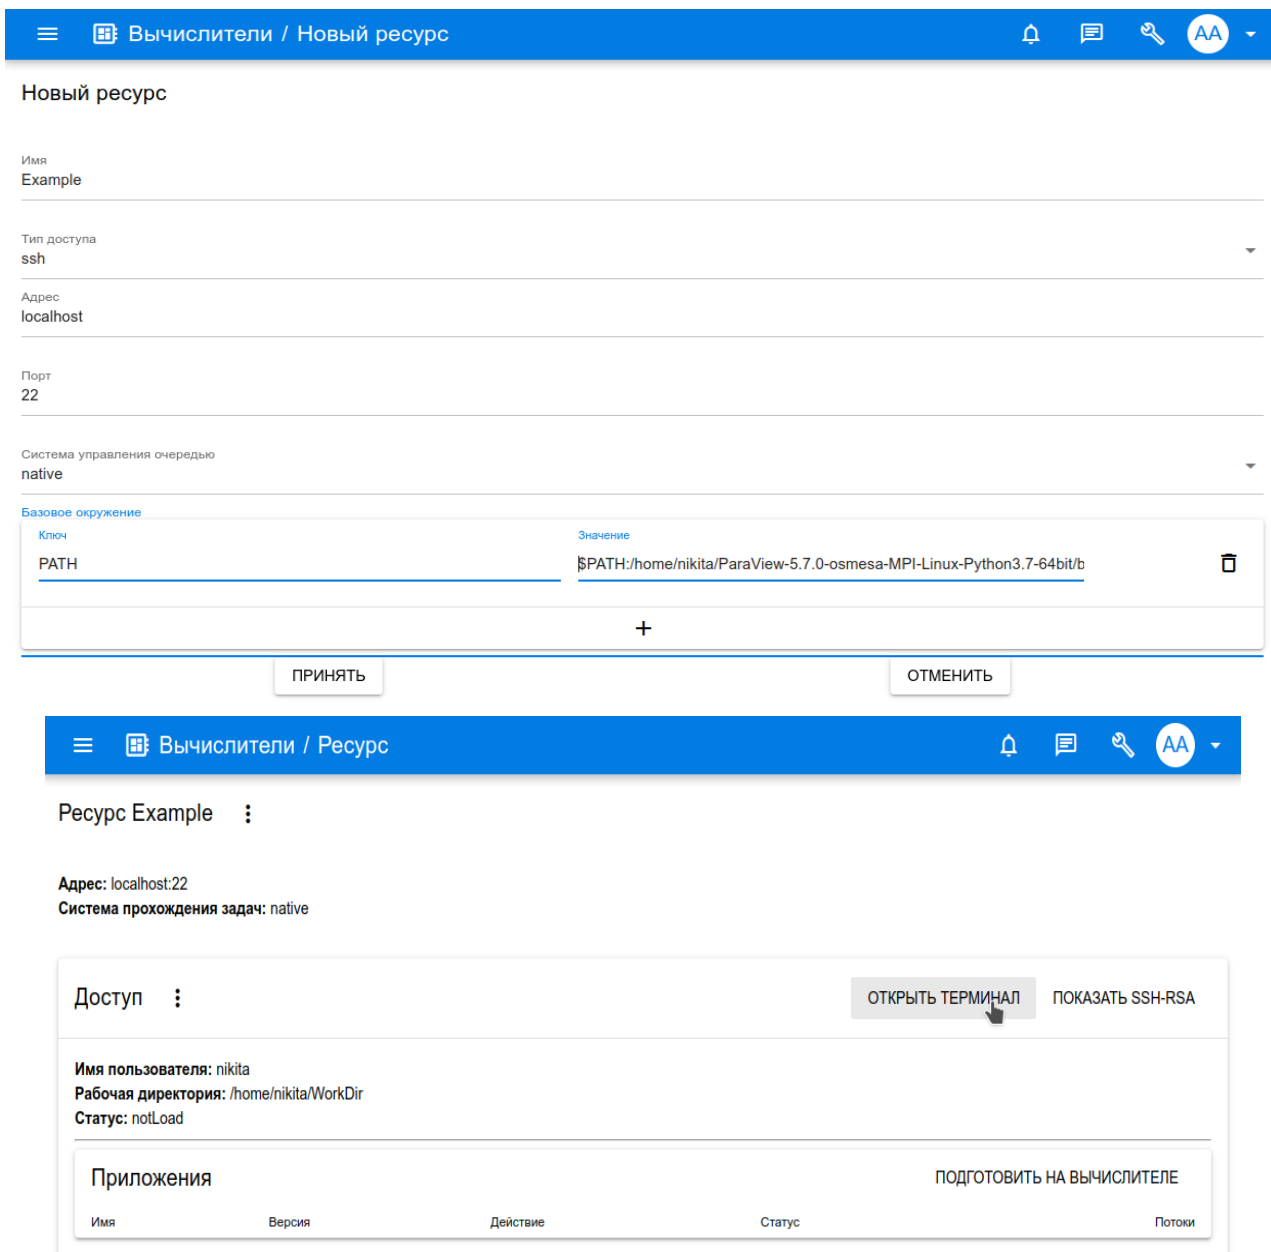 Вычислители / Новый ресурс
AA
Новый ресурс
Имя
Example
Тип доступа
ssh
Адрес
localhost
Порт
22
Система управления очередью
native
Базовое окружение
Ключ Значение
PATH $PATH:/home/nikita/ParaView-5.7.0-osmesa-MPI-Linux-Python3.7-64bit/b
+
ПРИНЯТЬ ОТМЕНИТЬ
Вычислители / Ресурс
AA
Ресурс Example
Адрес: localhost:22
Система прохождения задач: native
Доступ ОТКРЫТЬ ТЕРМИНАЛ ПОКАЗАТЬ SSH-RSA
Имя пользователя: nikita
Рабочая директория: /home/nikita/WorkDir
Статус: notLoad
Приложения ПОДГОТОВИТЬ НА ВЫЧИСЛИТЕЛЕ
Имя Версия Действие Статус Потоки